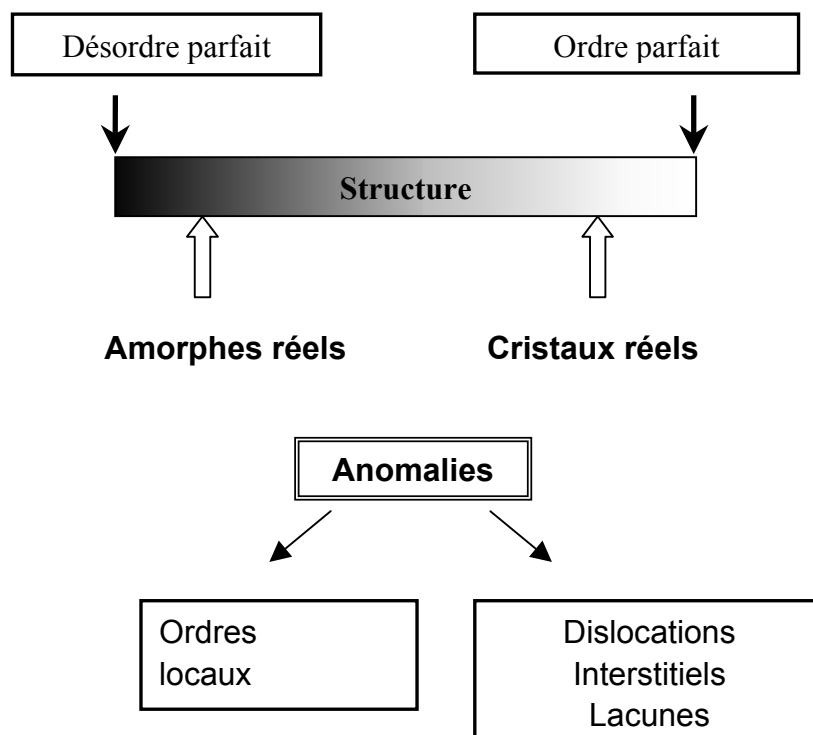 Désordre parfait
Ordre parfait
Structure
Amorphes réels
Cristaux réels
Anomalies
Ordres
locaux
Dislocations
Interstitiels
Lacunes